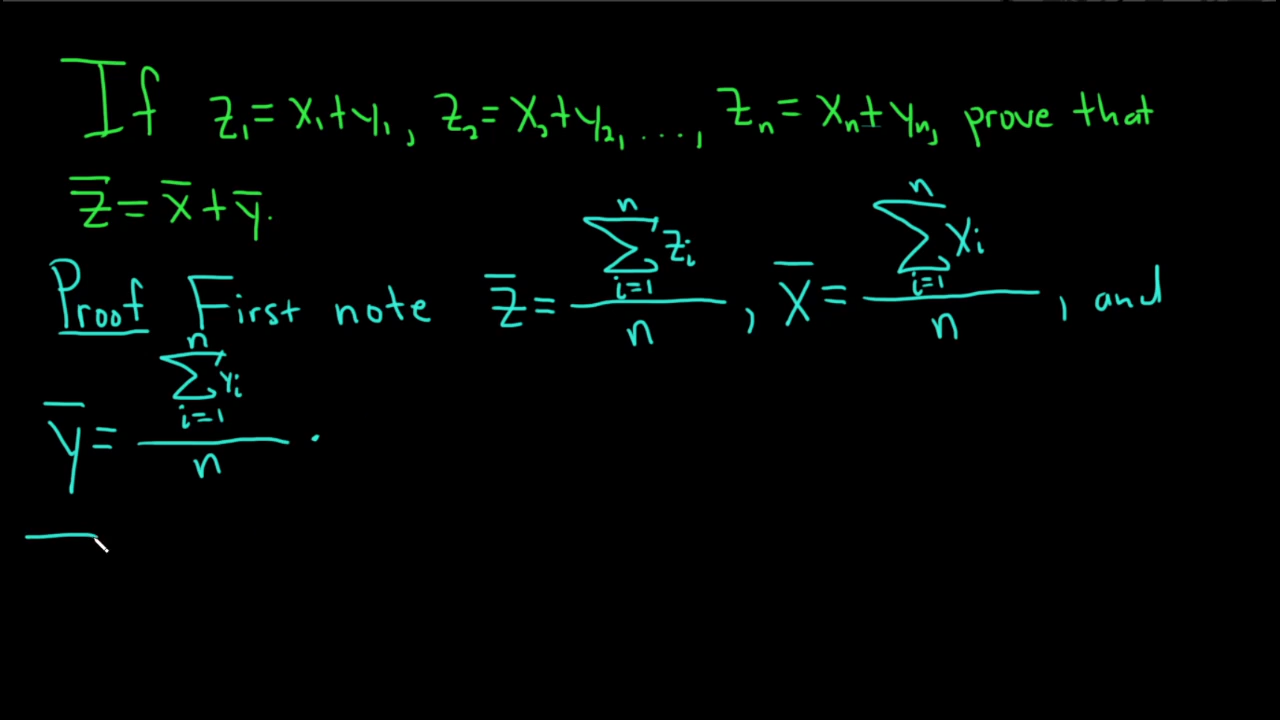 If z₁ = x₁ + y₁, z₂ = x₂ + y₂, ..., zₙ = xₙ + yₙ, prove that
z̅ = x̅ + y̅.
Proof First note z̅ = (∑ᵢ₌₁ⁿ zᵢ)/n, x̅ = (∑ᵢ₌₁ⁿ xᵢ)/n, and
y̅ = (∑ᵢ₌₁ⁿ yᵢ)/n.